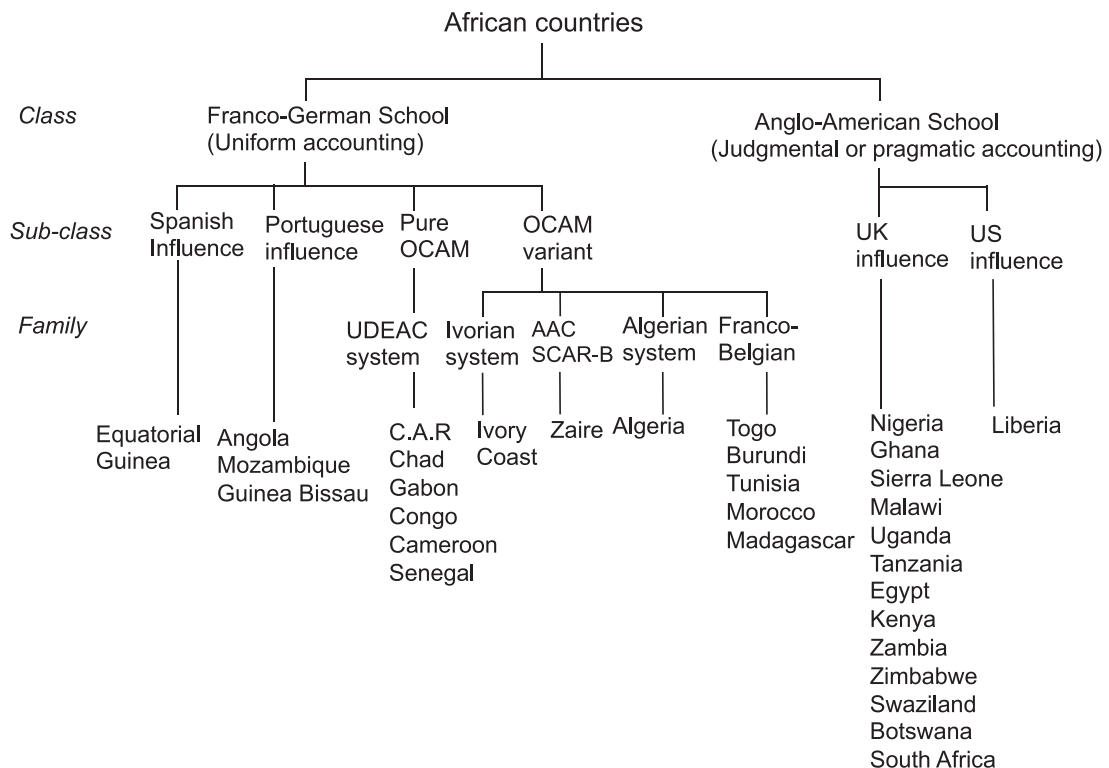 African countries
Class
Franco-German School
(Uniform accounting)
Anglo-American School
(Judgmental or pragmatic accounting)
Sub-class
Spanish
Influence
Portuguese
influence
Pure
OCAM
OCAM
variant
UK
influence
US
influence
Family
UDEAC
system
Ivorian
system
AAC
SCAR-B
Algerian
system
Franco-
Belgian
Equatorial
Guinea
Angola
Mozambique
Guinea Bissau
C.A.R
Chad
Gabon
Congo
Cameroon
Senegal
Ivory
Coast
Zaire
Algeria
Togo
Burundi
Tunisia
Morocco
Madagascar
Nigeria
Ghana
Sierra Leone
Malawi
Uganda
Tanzania
Egypt
Kenya
Zambia
Zimbabwe
Swaziland
Botswana
South Africa
Liberia